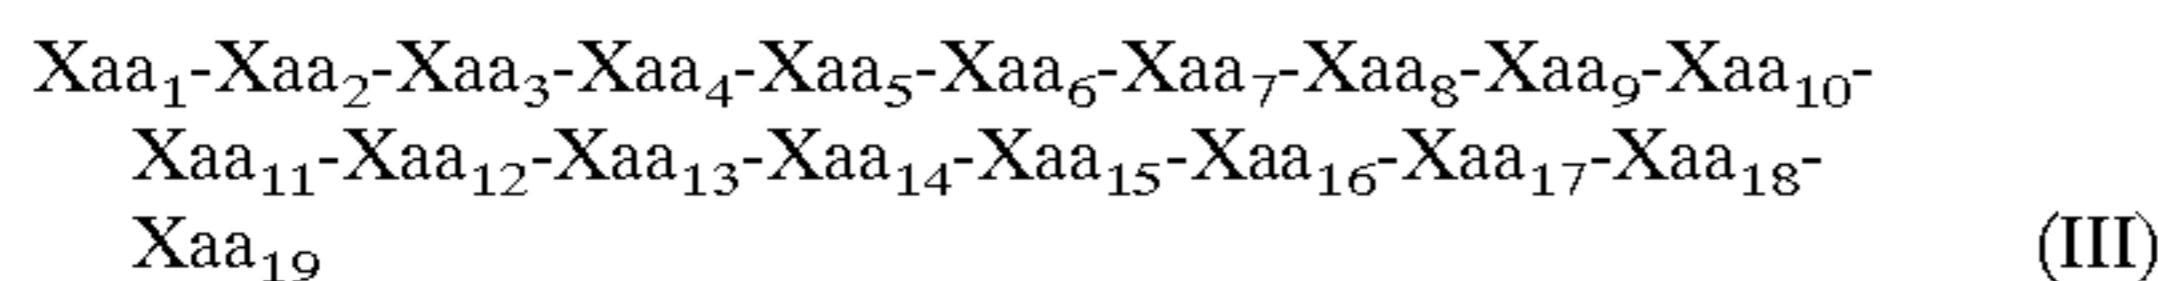 Xaa₁-Xaa₂-Xaa₃-Xaa₄-Xaa₅-Xaa₆-Xaa₇-Xaa₈-Xaa₉-Xaa₁₀-
Xaa₁₁-Xaa₁₂-Xaa₁₃-Xaa₁₄-Xaa₁₅-Xaa₁₆-Xaa₁₇-Xaa₁₈-
Xaa₁₉ (III)